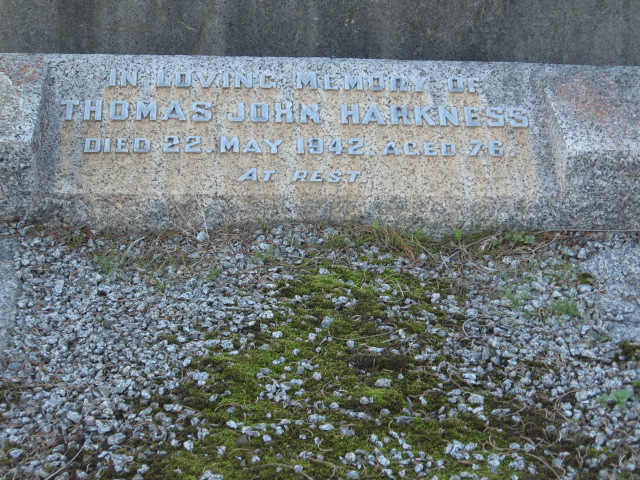 IN LOVING MEMORY OF
THOMAS JOHN HARKNESS
DIED 22. MAY 1942. AGED 76.
AT REST.